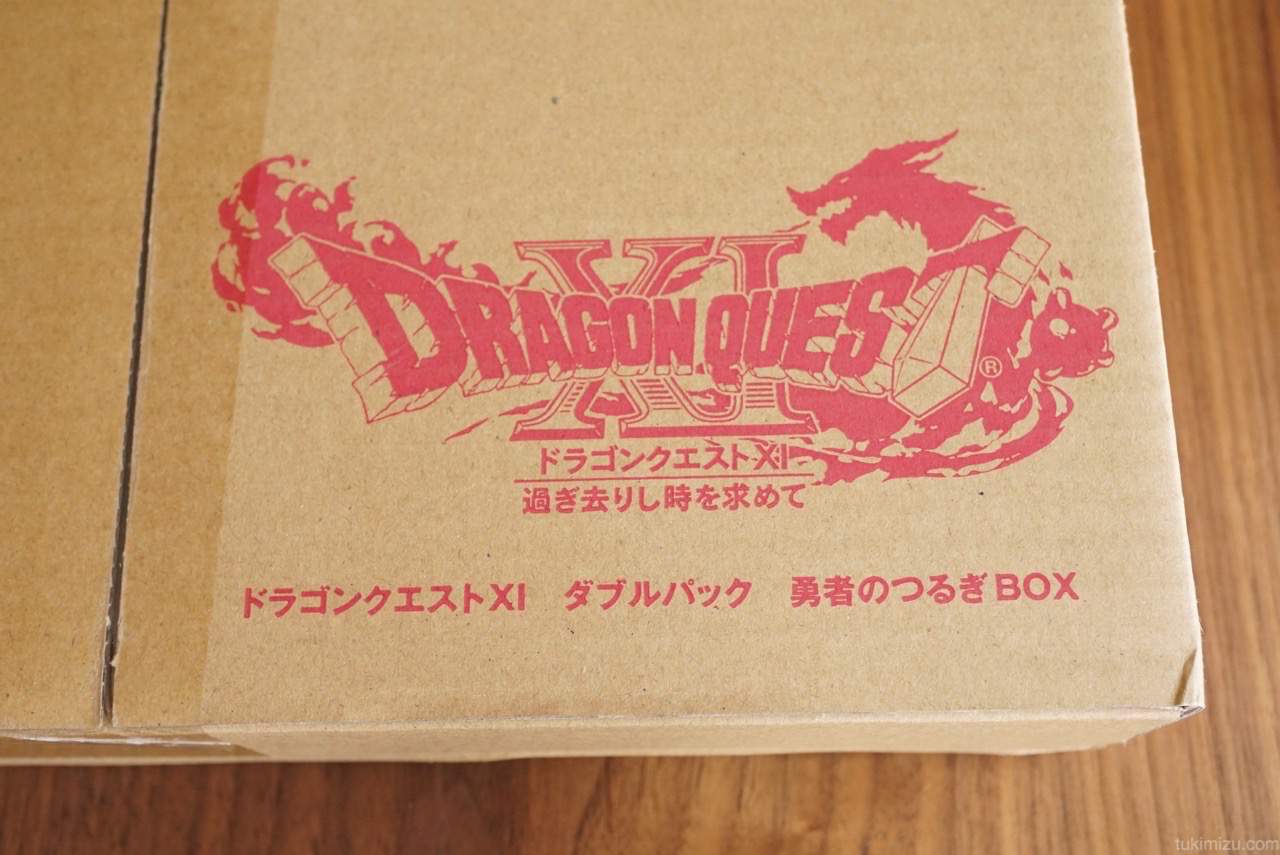 XI
DRAGON QUEST
®
ドラゴンクエストXI
過ぎ去りし時を求めて
ドラゴンクエストXI ダブルパック 勇者のつるぎBOX
tukimizu.com